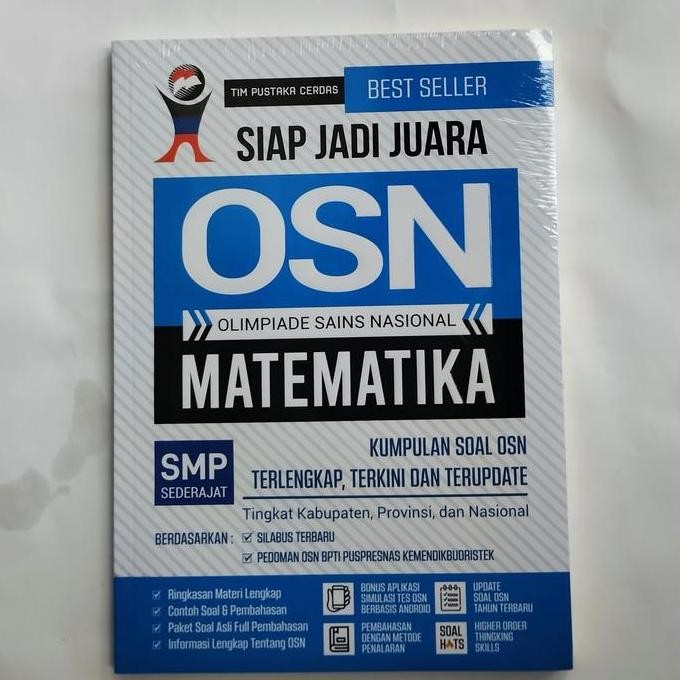 TIM PUSTAKA CERDAS
BEST SELLER
SIAP JADI JUARA
OSN
OLIMPIADE SAINS NASIONAL
MATEMATIKA
SMP
SEDERAJAT
KUMPULAN SOAL OSN
TERLENGKAP, TERKINI DAN TERUPDATE
Tingkat Kabupaten, Provinsi, dan Nasional
BERDASARKAN :
SILABUS TERBARU
PEDOMAN OSN BPTI PUSPRESNAS KEMENDIKBUDRISTEK
Ringkasan Materi Lengkap
Contoh Soal & Pembahasan
Paket Soal Asli Full Pembahasan
Informasi Lengkap Tentang OSN
BONUS APLIKASI
SIMULASI TES OSN
BERBASIS ANDROID
PEMBAHASAN
DENGAN METODE
PENALARAN
UPDATE
SOAL OSN
TAHUN TERBARU
SOAL
HOTS
HIGHER ORDER
THINGKING
SKILLS